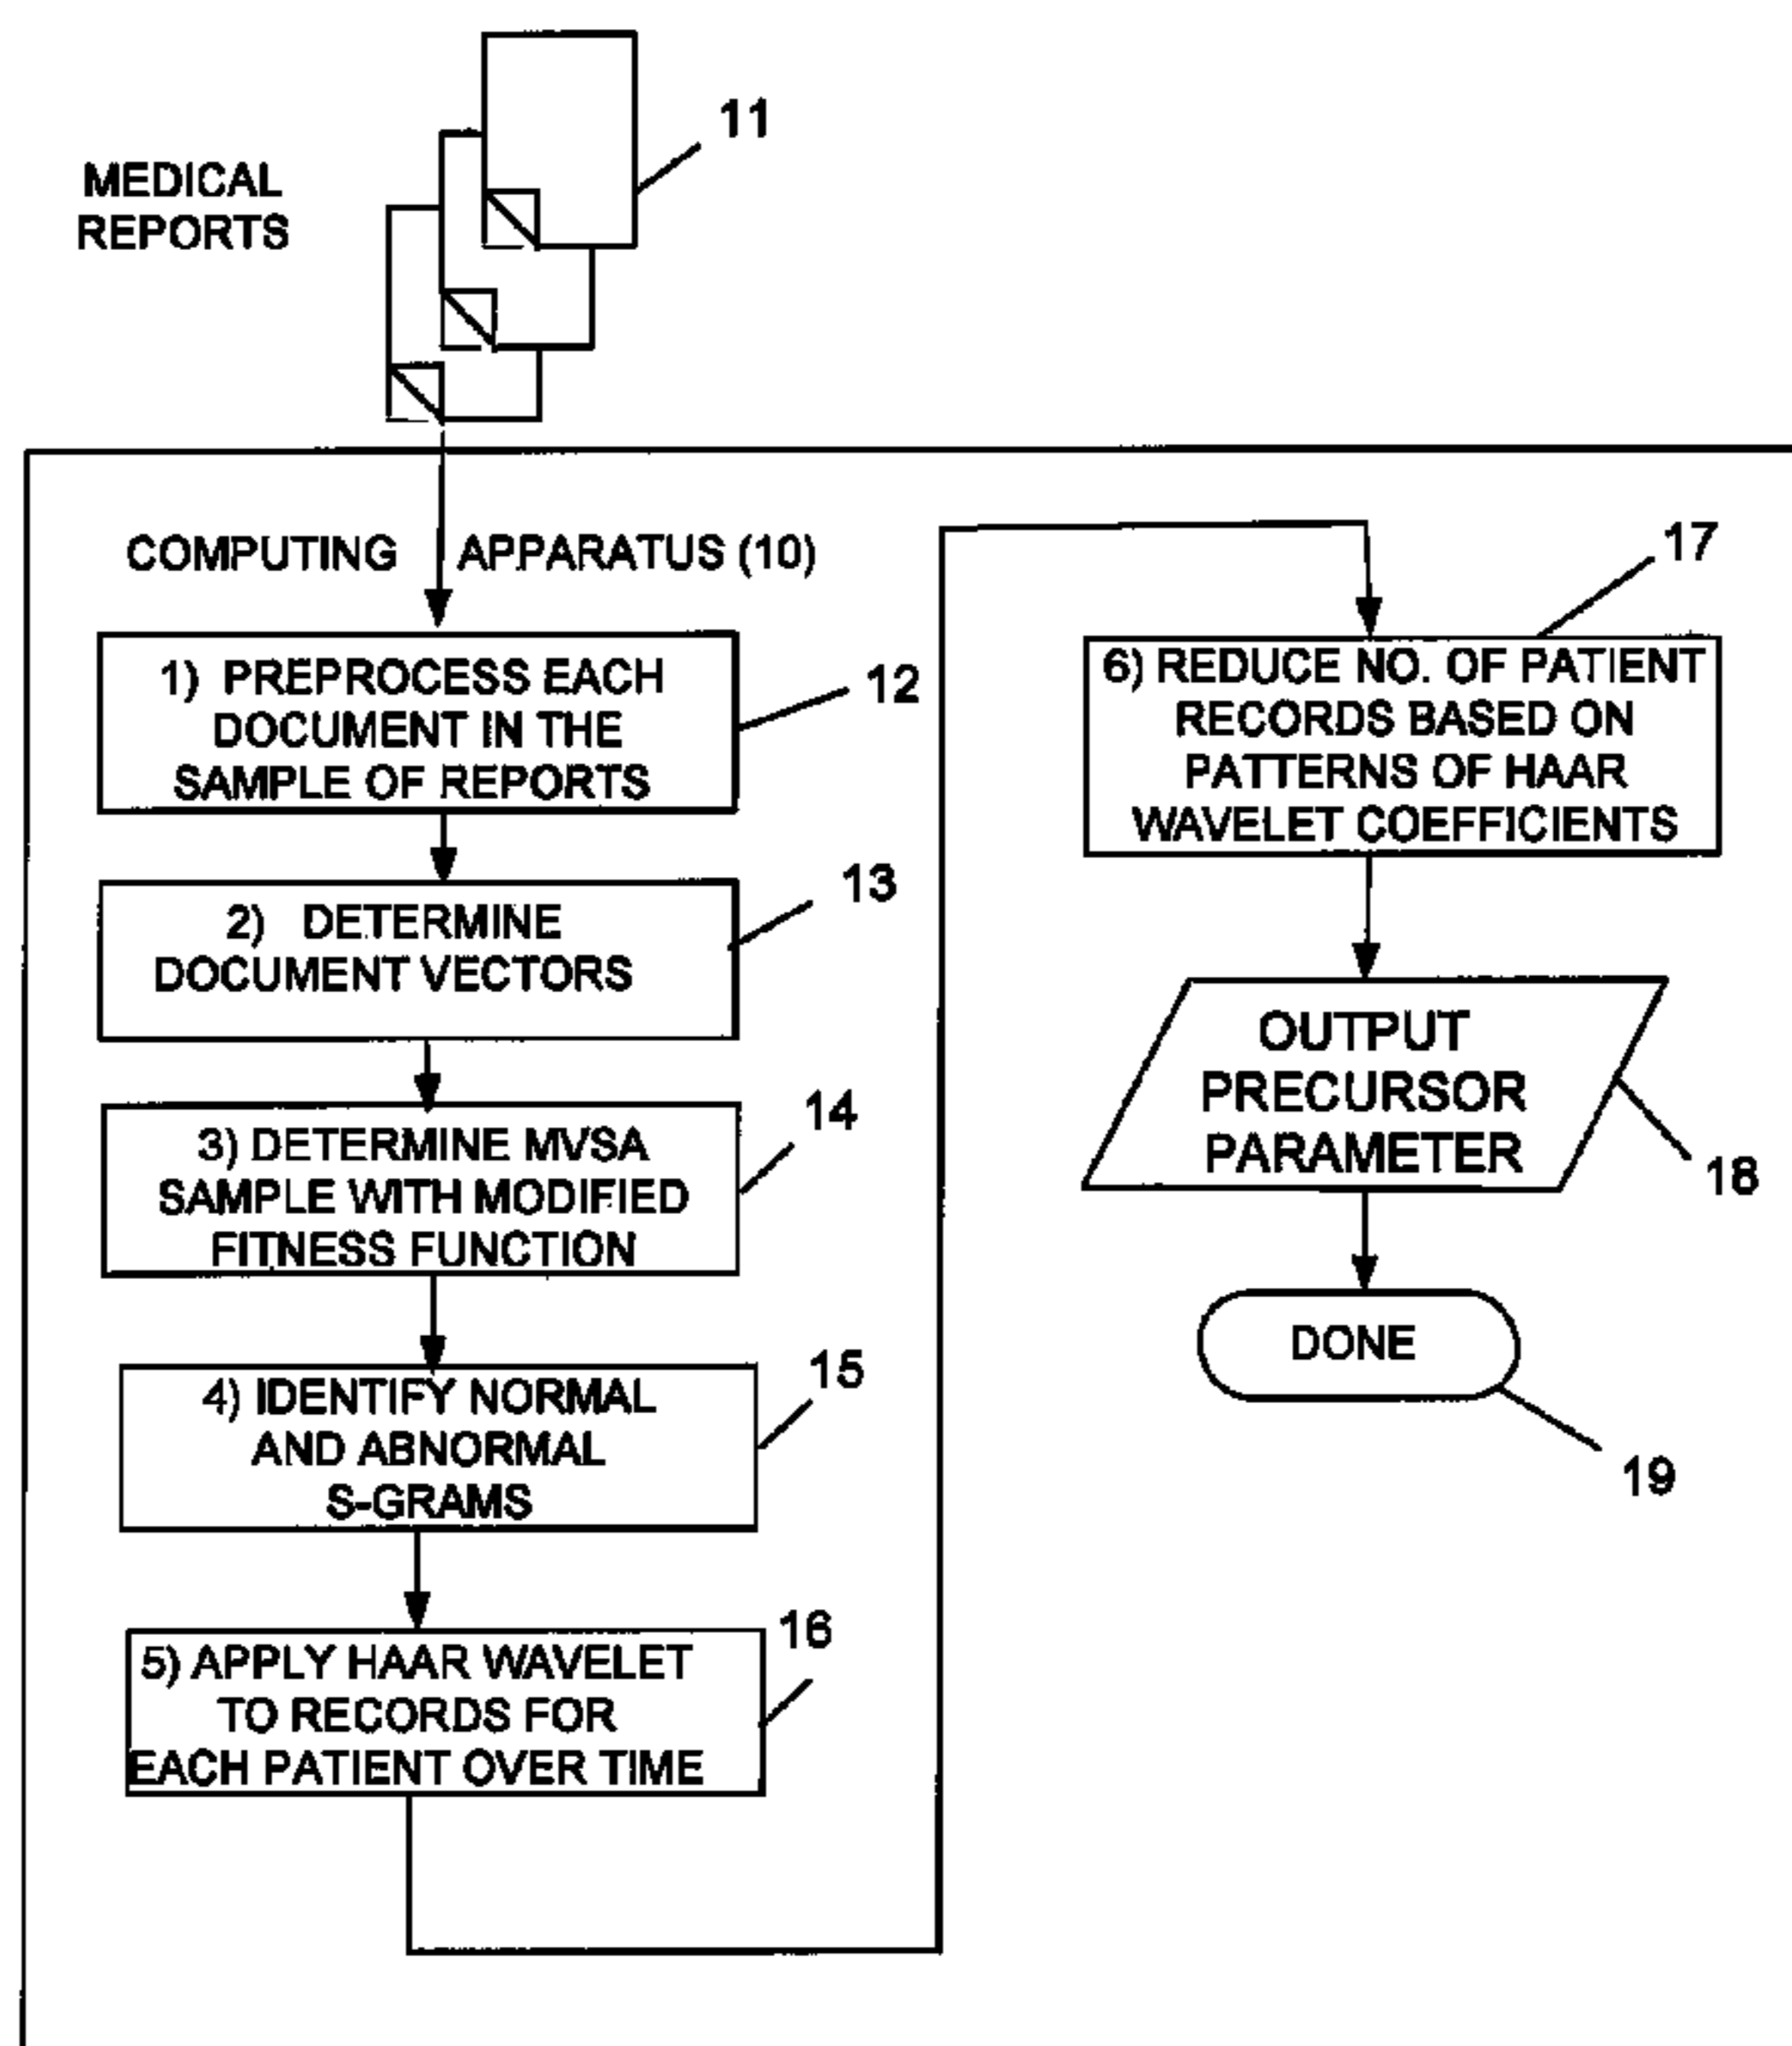 11
MEDICAL
REPORTS
COMPUTING APPARATUS (10)
1) PREPROCESS EACH
DOCUMENT IN THE
SAMPLE OF REPORTS
12
2) DETERMINE
DOCUMENT VECTORS
13
3) DETERMINE MVSA
SAMPLE WITH MODIFIED
FITNESS FUNCTION
14
4) IDENTIFY NORMAL
AND ABNORMAL
S-GRAMS
15
5) APPLY HAAR WAVELET
TO RECORDS FOR
EACH PATIENT OVER TIME
16
17
6) REDUCE NO. OF PATIENT
RECORDS BASED ON
PATTERNS OF HAAR
WAVELET COEFFICIENTS
OUTPUT
PRECURSOR
PARAMETER
18
DONE
19